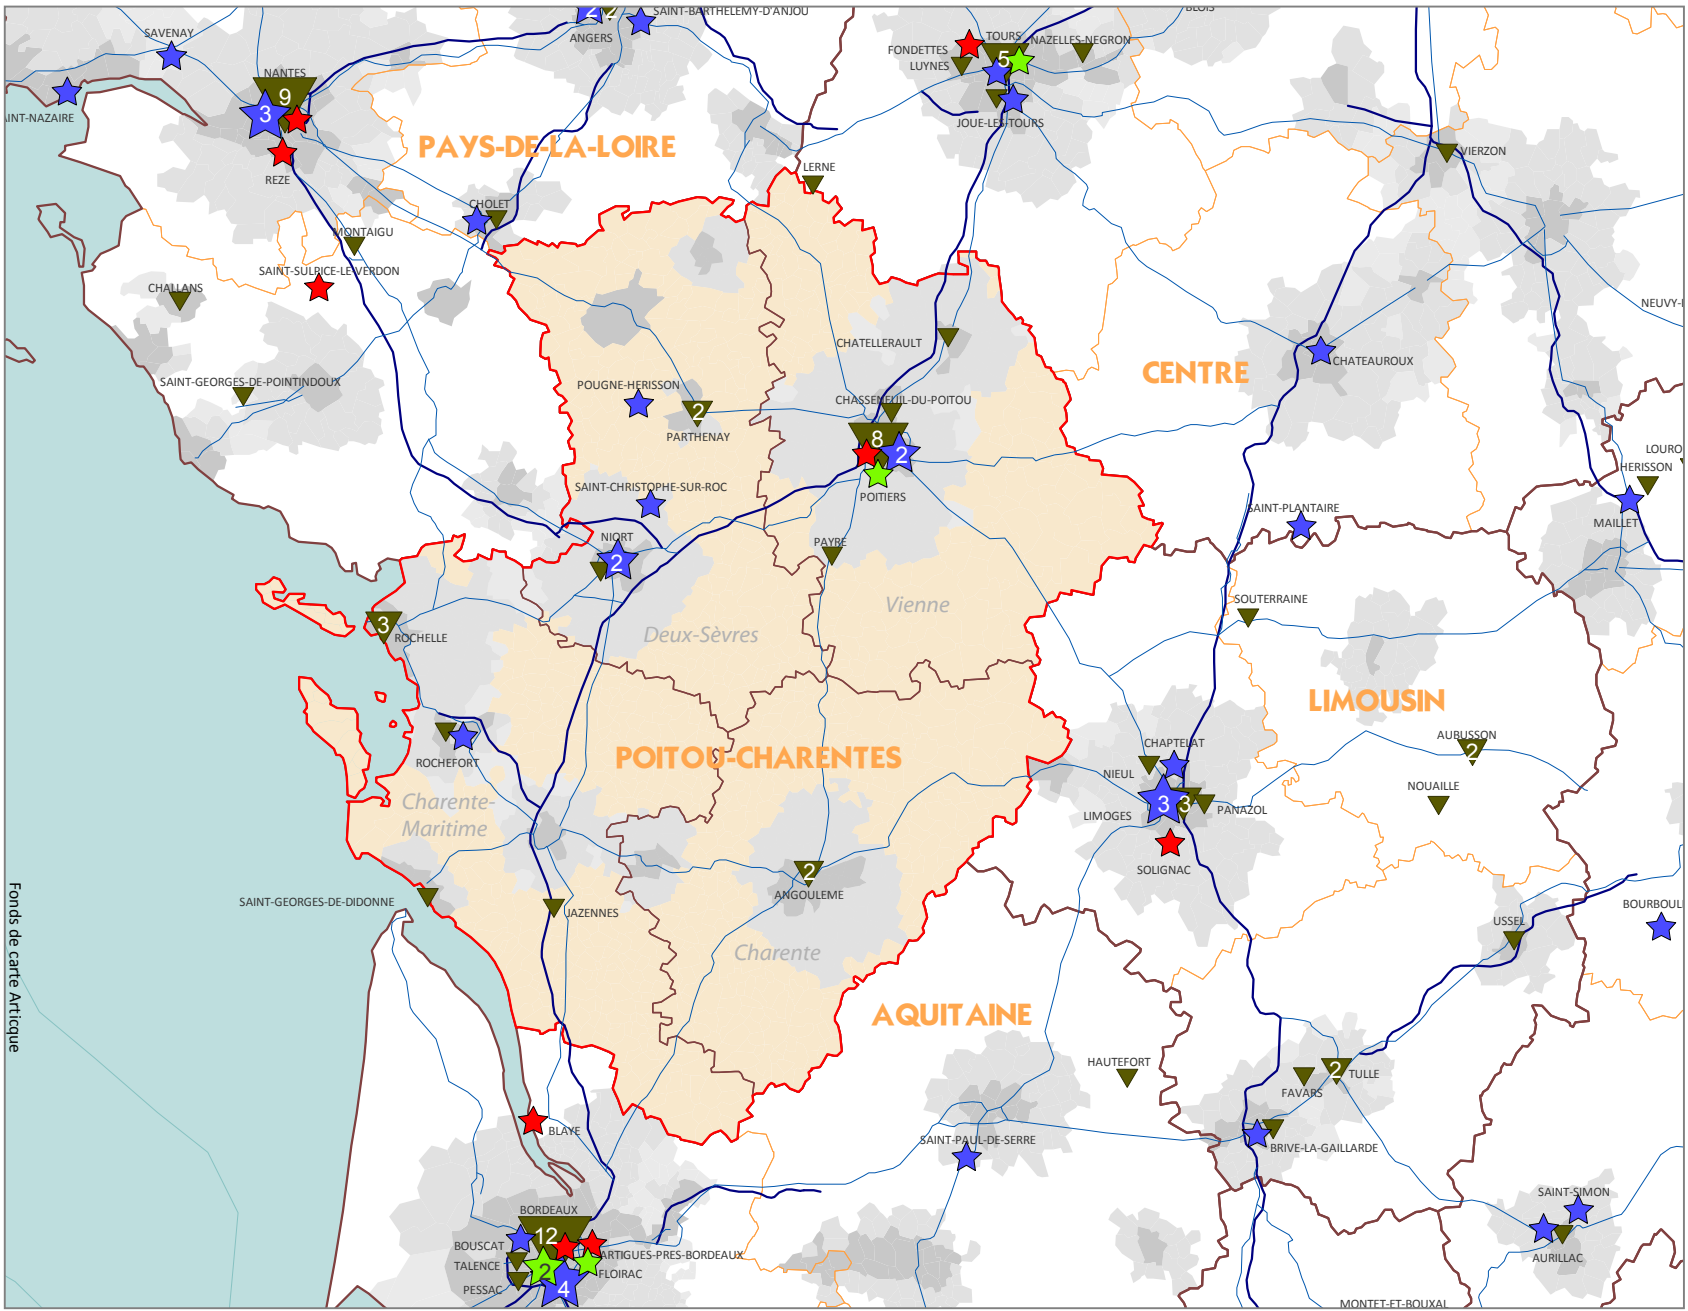 SAINT-BARTHELEMY-D'ANJOU
BLOIS
2
2
ANGERS
SAVENAY
TOURS
NAZELLES-NEGRON
FONDETTES
5
LUYNES
NANTES
9
3
AINT-NAZAIRE
JOUE-LES-TOURS
PAYS-DE-LA-LOIRE
VIERZON
REZE
LERNE
CHOLET
MONTAIGU
SAINT-SULPICE-LE-VERDON
CHALLANS
NEUVY-
CHATELLERAULT
CENTRE
CHATEAUROUX
SAINT-GEORGES-DE-POINTINDOUX
POUGNE-HERISSON
CHASSENEUIL-DU-POITOU
2
PARTHENAY
8
2
LOURO
HERISSON
SAINT-CHRISTOPHE-SUR-ROC
POITIERS
SAINT-PLANTAIRE
MAILLET
NIORT
PAYRE
2
SOUTERRAINE
Vienne
3
ROCHELLE
Deux-Sèvres
LIMOUSIN
AUBUSSON
2
CHAPTELAT
POITOU-CHARENTES
ROCHEFORT
NIEUL
NOUAILLE
Charente-
Maritime
3
3
PANAZOL
LIMOGES
SOLIGNAC
2
ANGOULEME
SAINT-GEORGES-DE-DIDONNE
JAZENNES
BOURBOUL
USSEL
Charente
Fonds de carte Articque
AQUITAINE
HAUTEFORT
2
TULLE
FAVARS
BLAYE
SAINT-PAUL-DE-SERRE
BRIVE-LA-GAILLARDE
SAINT-SIMON
BORDEAUX
12
BOUSCAT
ARTIGUES-PRES-BORDEAUX
TALENCE
2
FLOIRAC
AURILLAC
PESSAC
4
MONTET-ET-BOUXAL